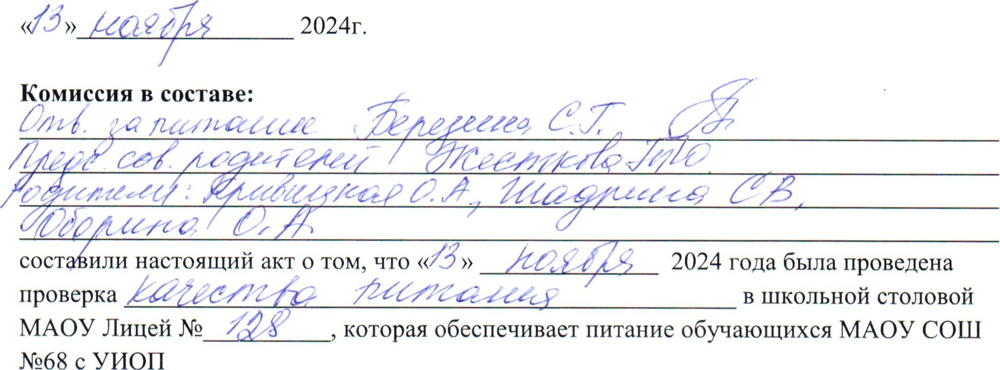 «13» ноября 2024г.
Комиссия в составе:
Отв. за питание Березина С.Г.
Предс. сов. родителей Жесткова Т.Ю.
Родители: Кривицкая О.А., Шадрина С В,
Оборина О.А.
составили настоящий акт о том, что «13» ноября 2024 года была проведена
проверка качества питания в школьной столовой
МАОУ Лицей № 128, которая обеспечивает питание обучающихся МАОУ СОШ
№68 с УИОП